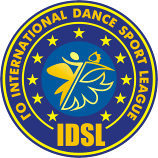 TO INTERNATIONAL DANCE SPORT LEAGUE
IDSL